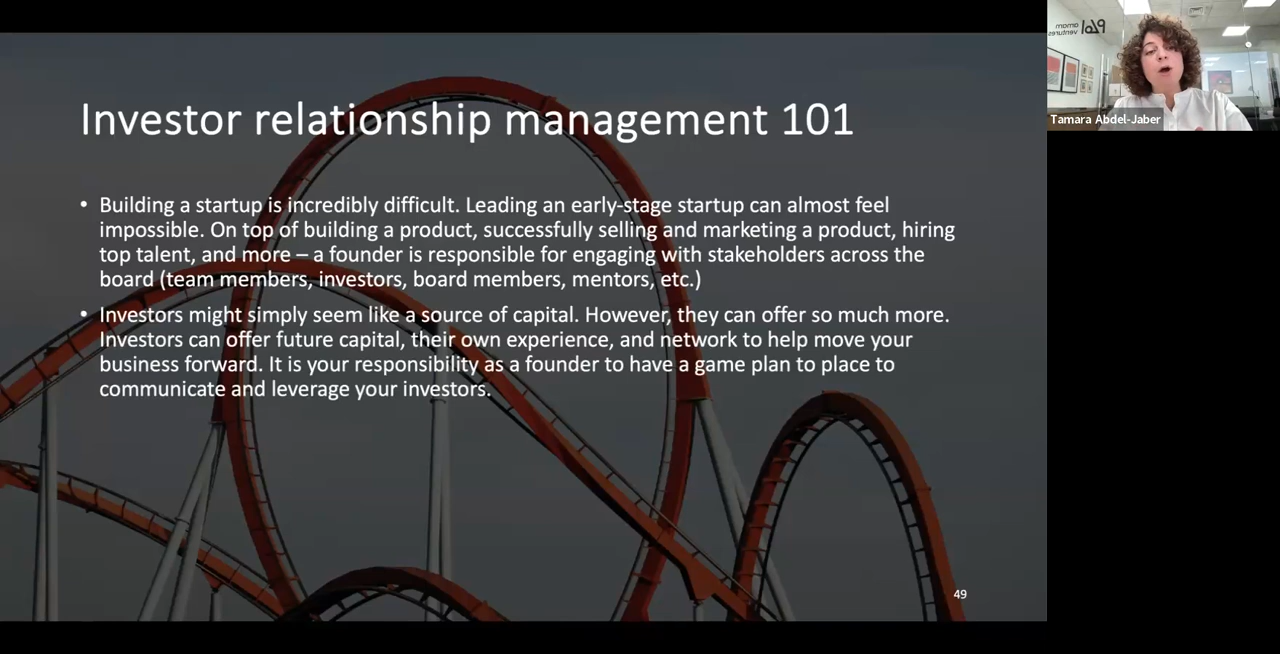 Investor relationship management 101
• Building a startup is incredibly difficult. Leading an early-stage startup can almost feel
impossible. On top of building a product, successfully selling and marketing a product, hiring
top talent, and more – a founder is responsible for engaging with stakeholders across the
board (team members, investors, board members, mentors, etc.)
• Investors might simply seem like a source of capital. However, they can offer so much more.
Investors can offer future capital, their own experience, and network to help move your
business forward. It is your responsibility as a founder to have a game plan to place to
communicate and leverage your investors.
49
amam
ventures
Tamara Abdel-Jaber